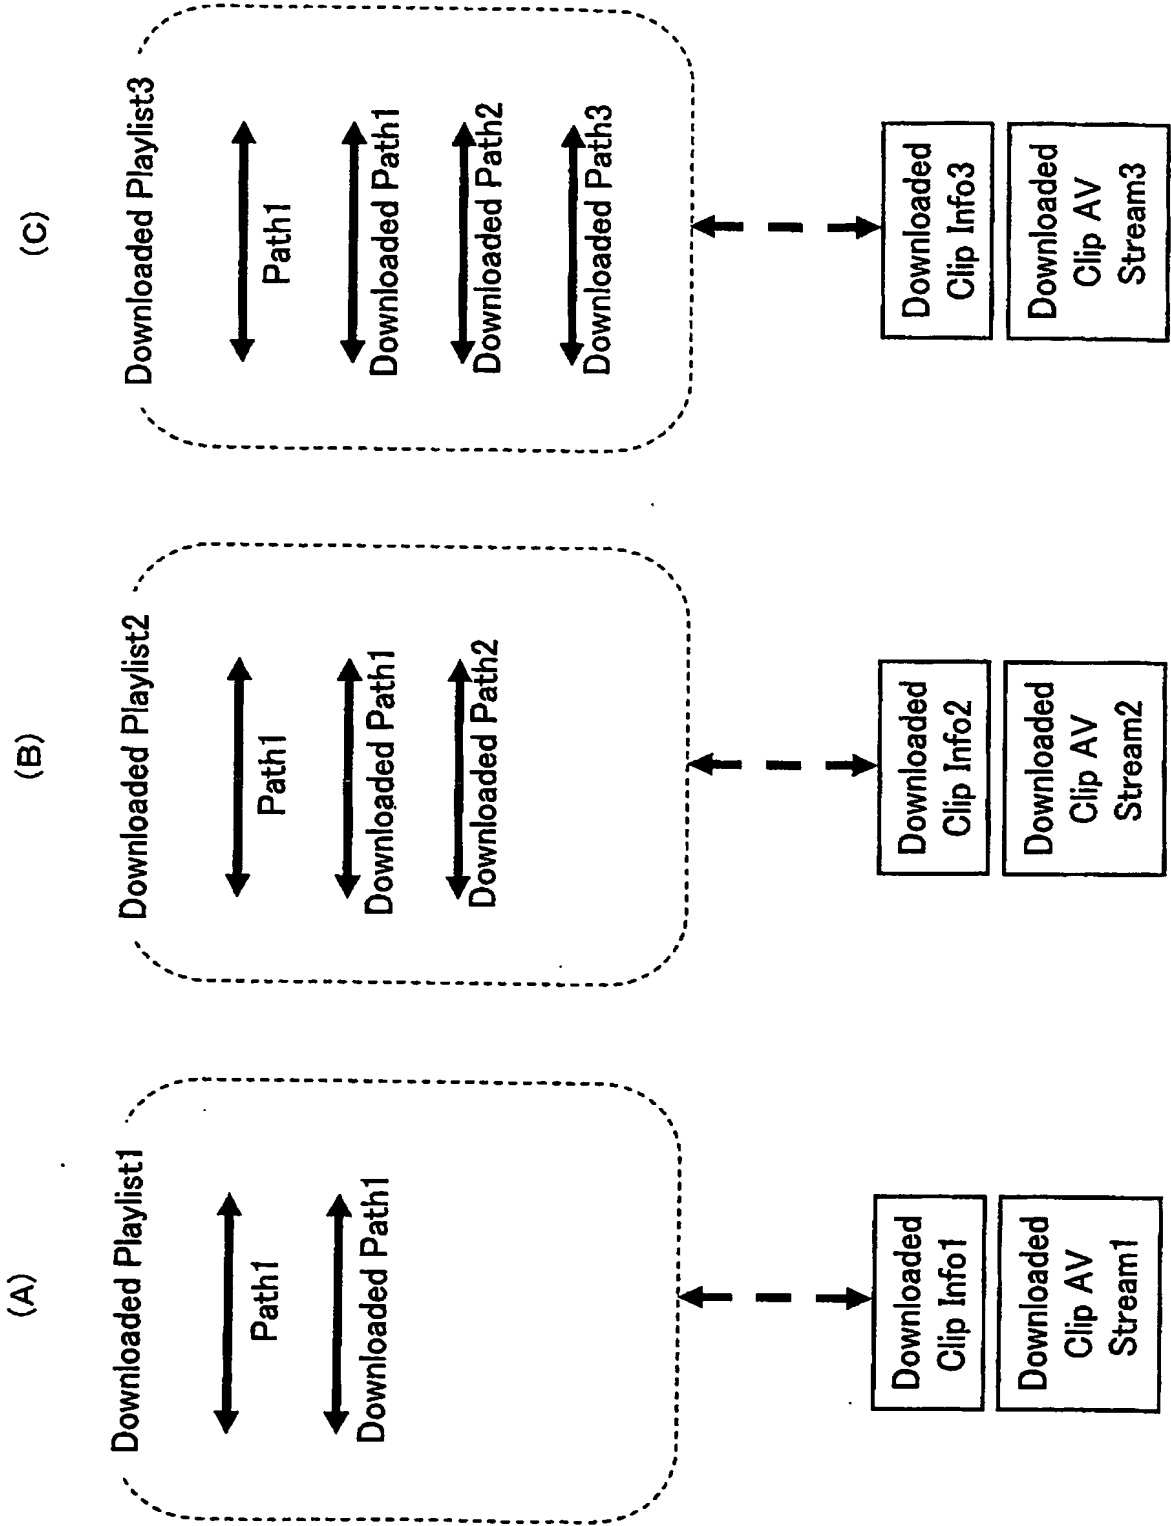 (A)
Downloaded Playlist1
Path1
Downloaded Path1
Downloaded
Clip Info1
Downloaded
Clip AV
Stream1
(B)
Downloaded Playlist2
Path1
Downloaded Path1
Downloaded Path2
Downloaded
Clip Info2
Downloaded
Clip AV
Stream2
(C)
Downloaded Playlist3
Path1
Downloaded Path1
Downloaded Path2
Downloaded Path3
Downloaded
Clip Info3
Downloaded
Clip AV
Stream3